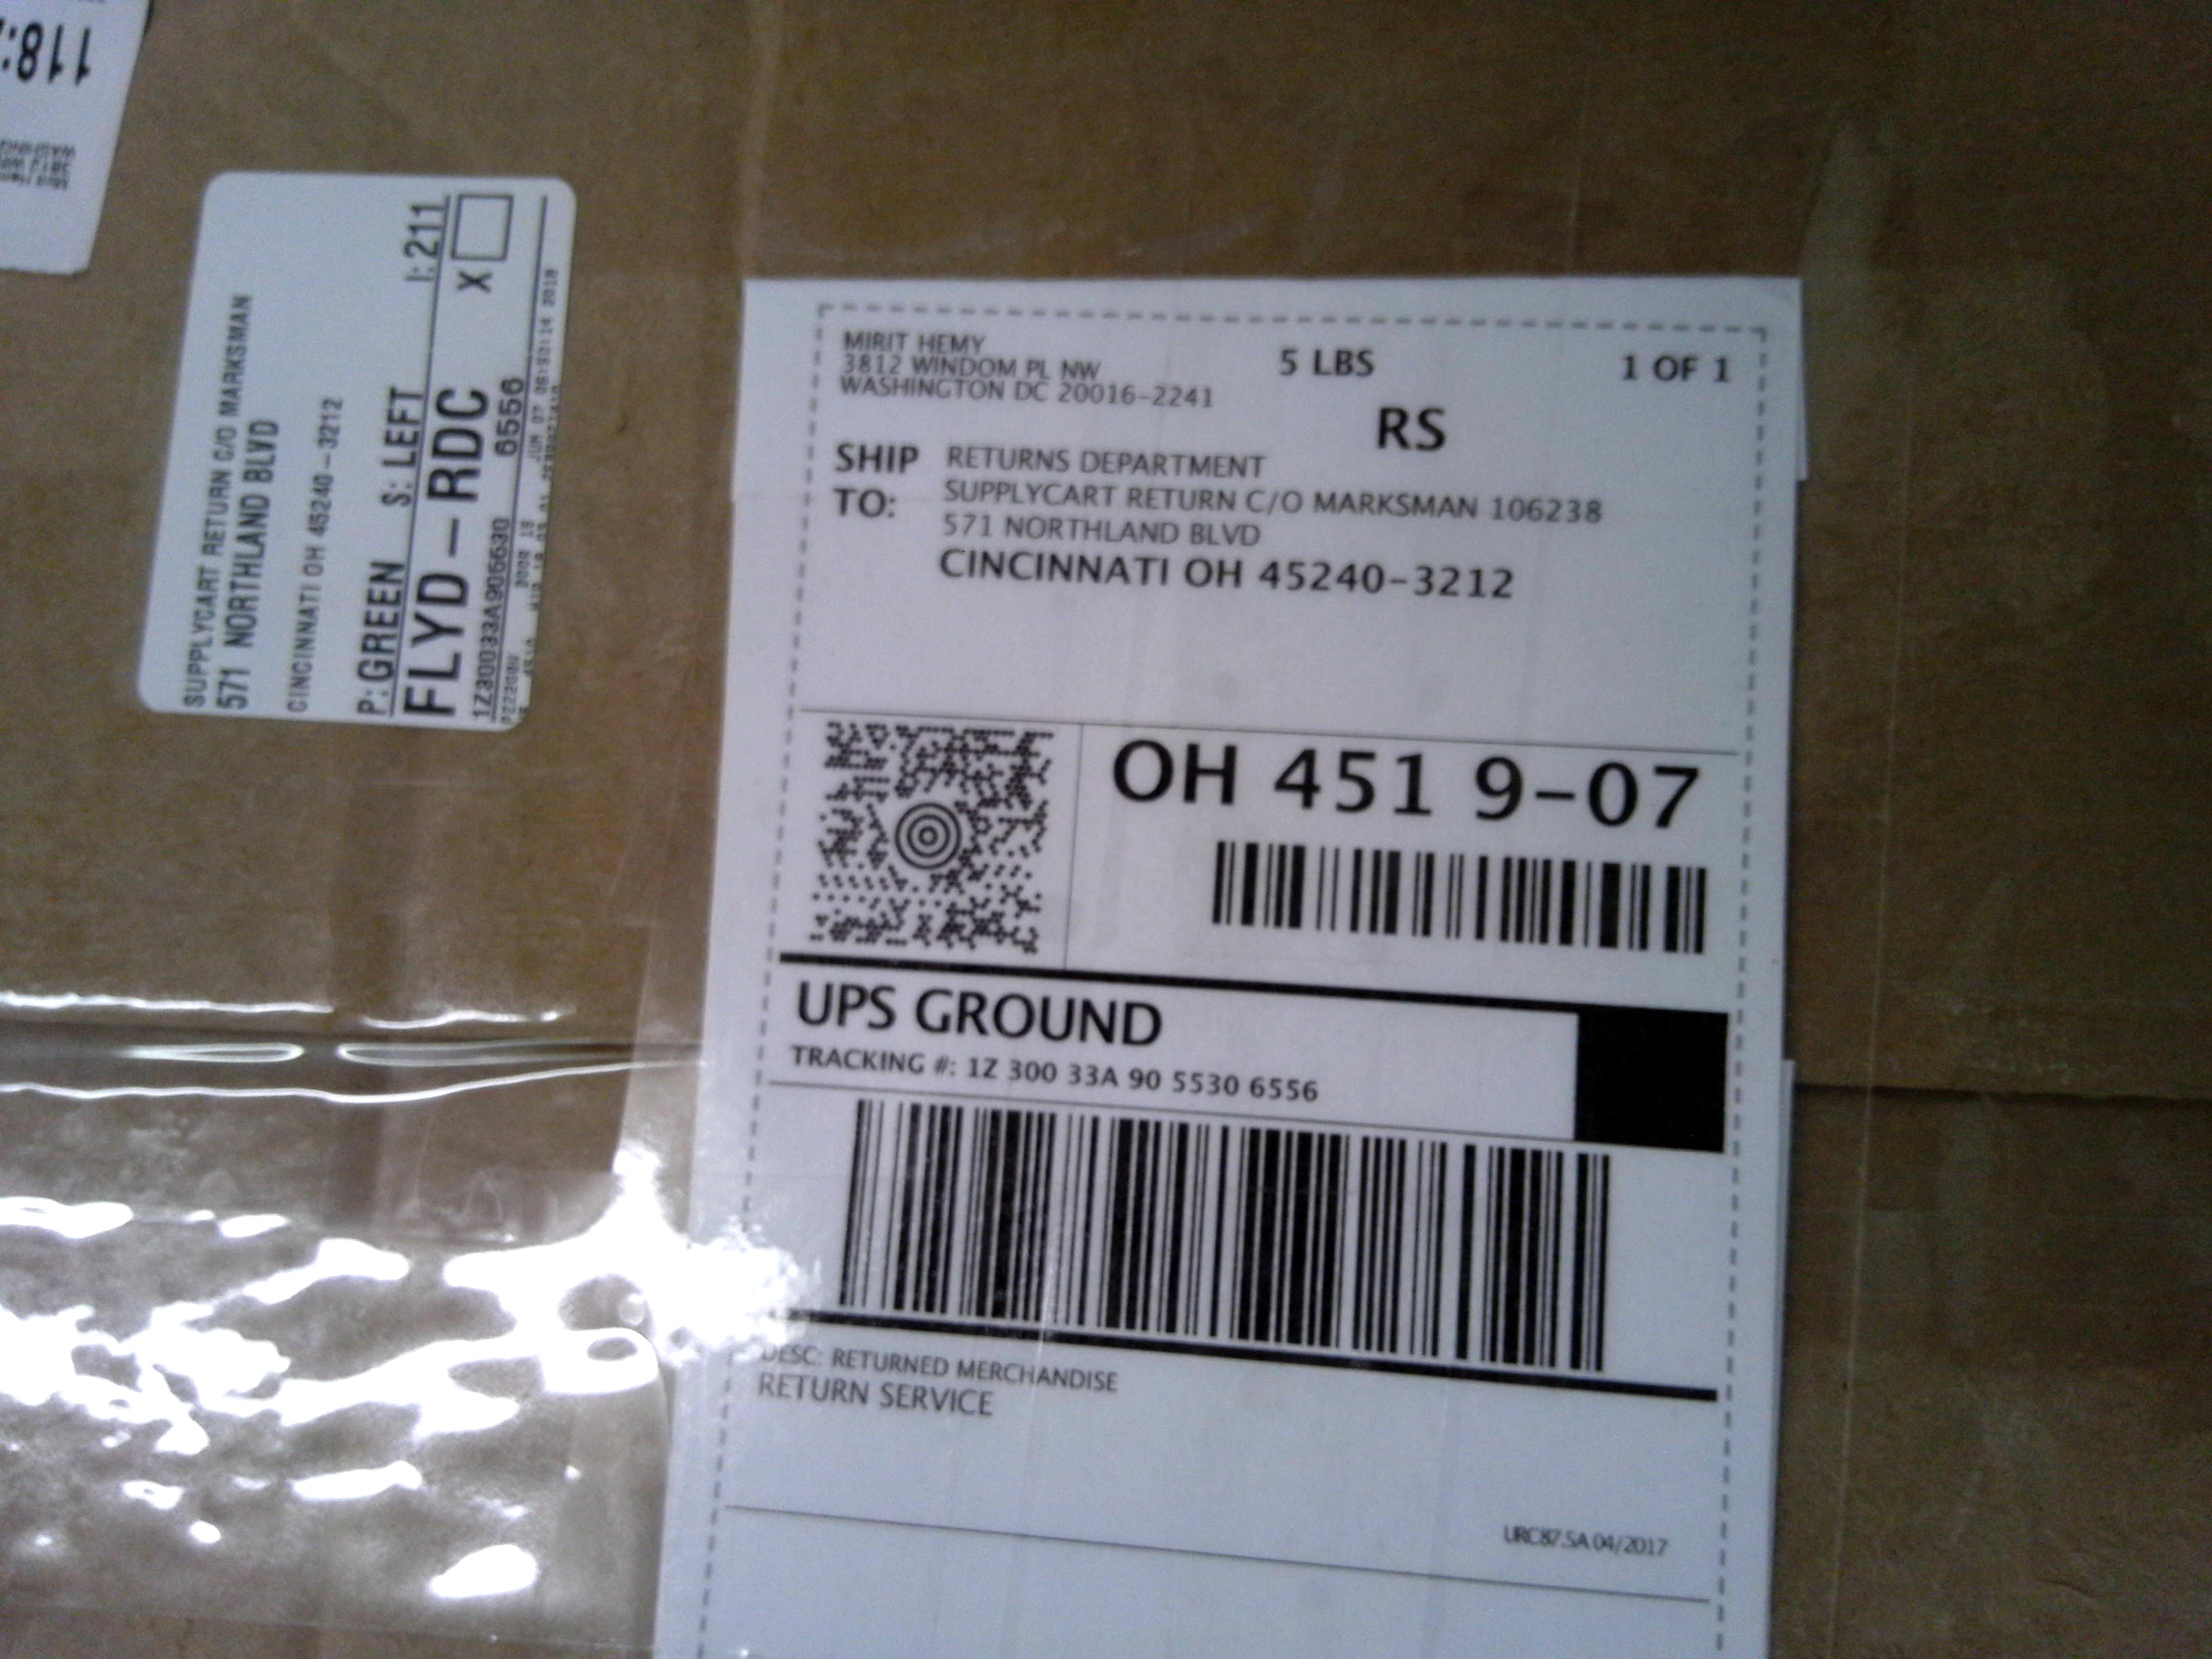 118:
SUPPLYCART RETURN C/O MARKSMAN
571 NORTHLAND BLVD
CINCINNATI OH 45240-3212
P: GREEN S: LEFT I: 211
FLYD-RDC X
6556
MIRIT HEMY
3812 WINDOM PL NW
WASHINGTON DC 20016-2241
5 LBS
1 OF 1
RS
SHIP TO:
RETURNS DEPARTMENT
SUPPLYCART RETURN C/O MARKSMAN 106238
571 NORTHLAND BLVD
CINCINNATI OH 45240-3212
OH 451 9-07
UPS GROUND
TRACKING #: 1Z 300 33A 90 5530 6556
DESC: RETURNED MERCHANDISE
RETURN SERVICE
04/2017